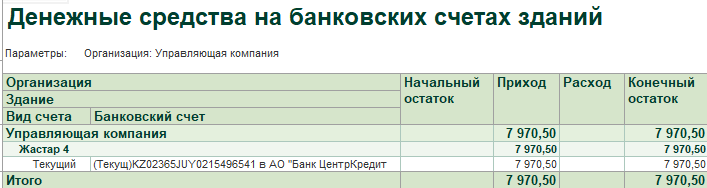 Денежные средства на банковских счетах зданий
Параметры: Организация: Управляющая компания
Организация Начальный остаток Приход Расход Конечный остаток
Здание
Вид счета Банковский счет
Управляющая компания 7 970,50 7 970,50
Жастар 4 7 970,50 7 970,50
Текущий (Текущ)KZ02365JUY0215496541 в АО "Банк ЦентрКредит 7 970,50 7 970,50
Итого 7 970,50 7 970,50